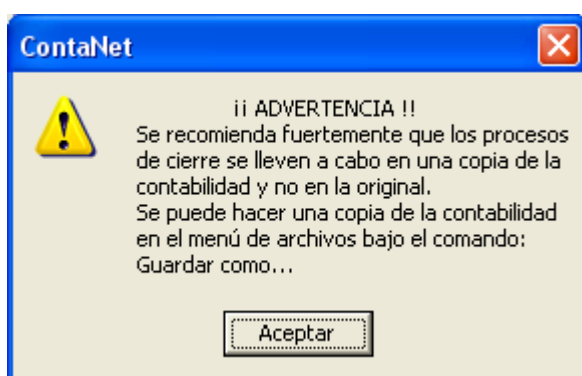 ContaNet
¡¡ ADVERTENCIA !!
Se recomienda fuertemente que los procesos
de cierre se lleven a cabo en una copia de la
contabilidad y no en la original.
Se puede hacer una copia de la contabilidad
en el menú de archivos bajo el comando:
Guardar como...
Aceptar